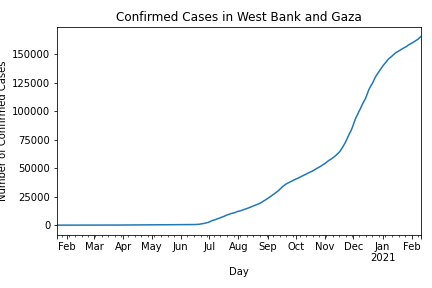 Confirmed Cases in West Bank and Gaza
Number of Confirmed Cases
150000
125000
100000
75000
50000
25000
0
Feb Mar Apr May Jun Jul Aug Sep Oct Nov Dec Jan Feb
2021
Day